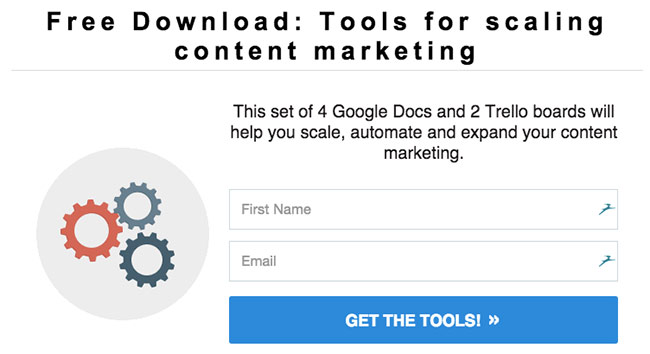 Free Download: Tools for scaling
content marketing
This set of 4 Google Docs and 2 Trello boards will
help you scale, automate and expand your content
marketing.
First Name
Email
GET THE TOOLS! »